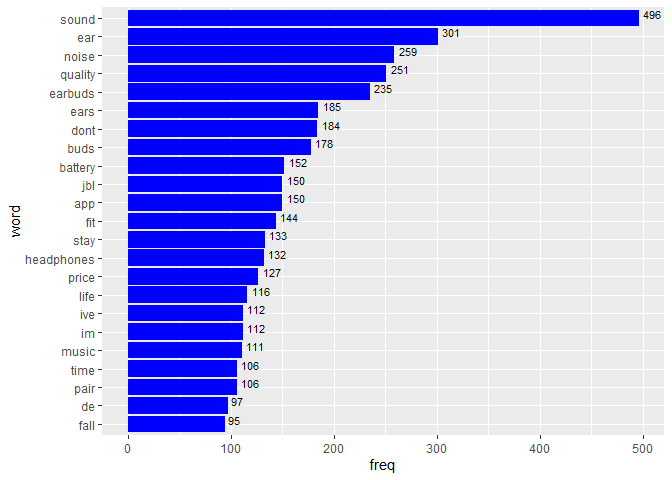 sound 496
ear 301
noise 259
quality 251
earbuds 235
ears 185
dont 184
buds 178
battery 152
jbl 150
app 150
fit 144
stay 133
headphones 132
price 127
life 116
ive 112
im 112
music 111
time 106
pair 106
de 97
fall 95
word
0 100 200 300 400 500
freq